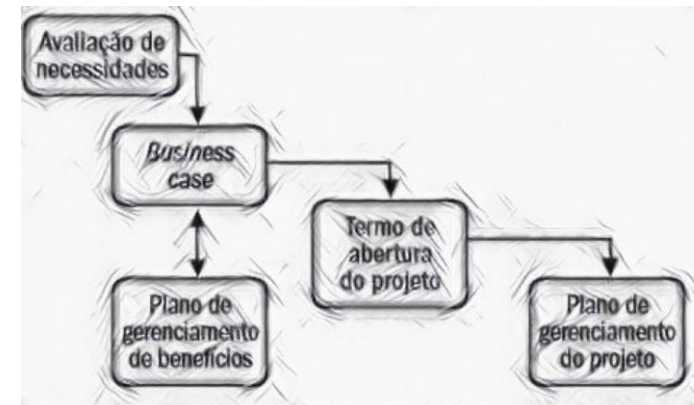 Avaliação de
necessidades
Business
case
Termo de
abertura
do projeto
Plano de
gerenciamento
de benefícios
Plano de
gerenciamento
do projeto